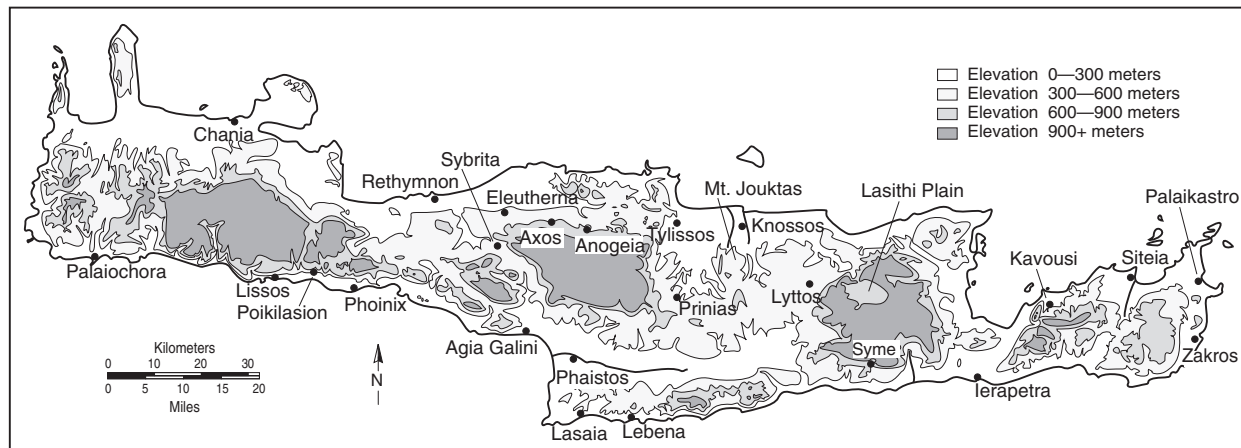 Elevation 0—300 meters
Elevation 300—600 meters
Elevation 600—900 meters
Elevation 900+ meters
Chania
Sybrita
Rethymnon
Eleutherna
Mt. Jouktas
Lasithi Plain
Palaikastro
Axos
Anogeia
Tylissos
Knossos
Kavousi
Siteia
Palaiochora
Lissos
Poikilasion
Phoinix
Prinias
Lyttos
Agia Galini
Syme
Zakros
Phaistos
Ierapetra
Lasaia
Lebena
Kilometers
0 10 20 30
0 5 10 15 20
Miles
N